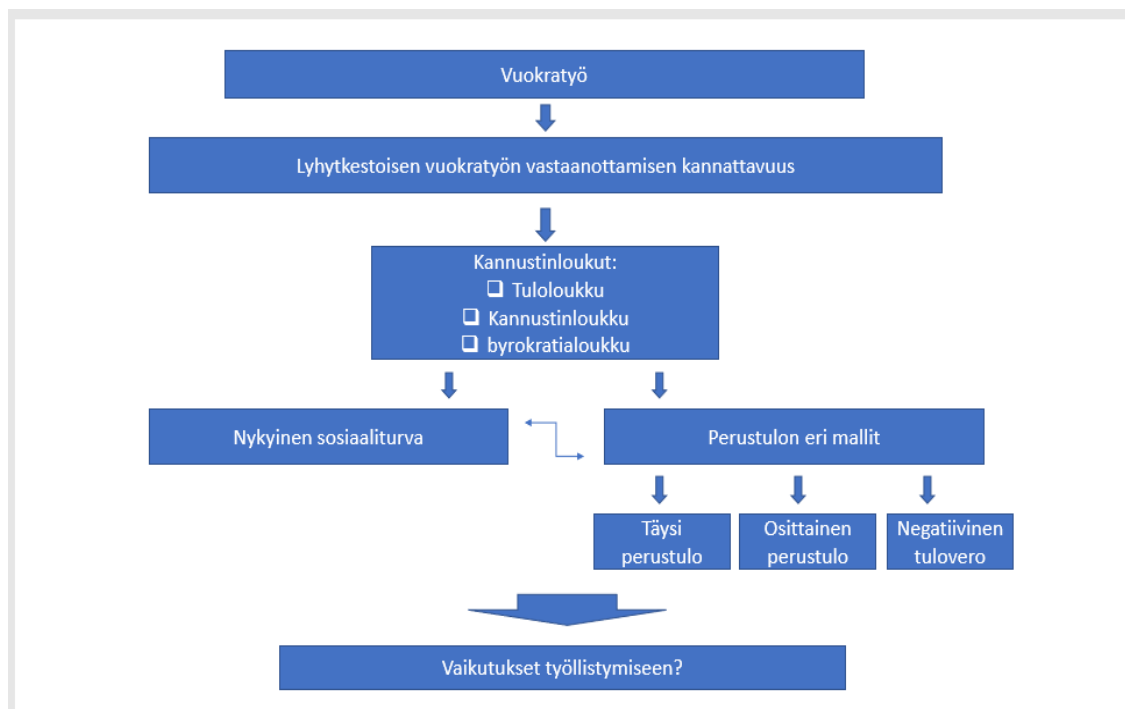 Vuokratyö
Lyhytkestoisen vuokratyön vastaanottamisen kannattavuus
Kannustinloukut:
❑ Tuloloukku
❑ Kannustinloukku
❑ byrokratialoukku
Nykyinen sosiaaliturva
Perustulon eri mallit
Täysi
perustulo
Osittainen
perustulo
Negatiivinen
tulovero
Vaikutukset työllistymiseen?